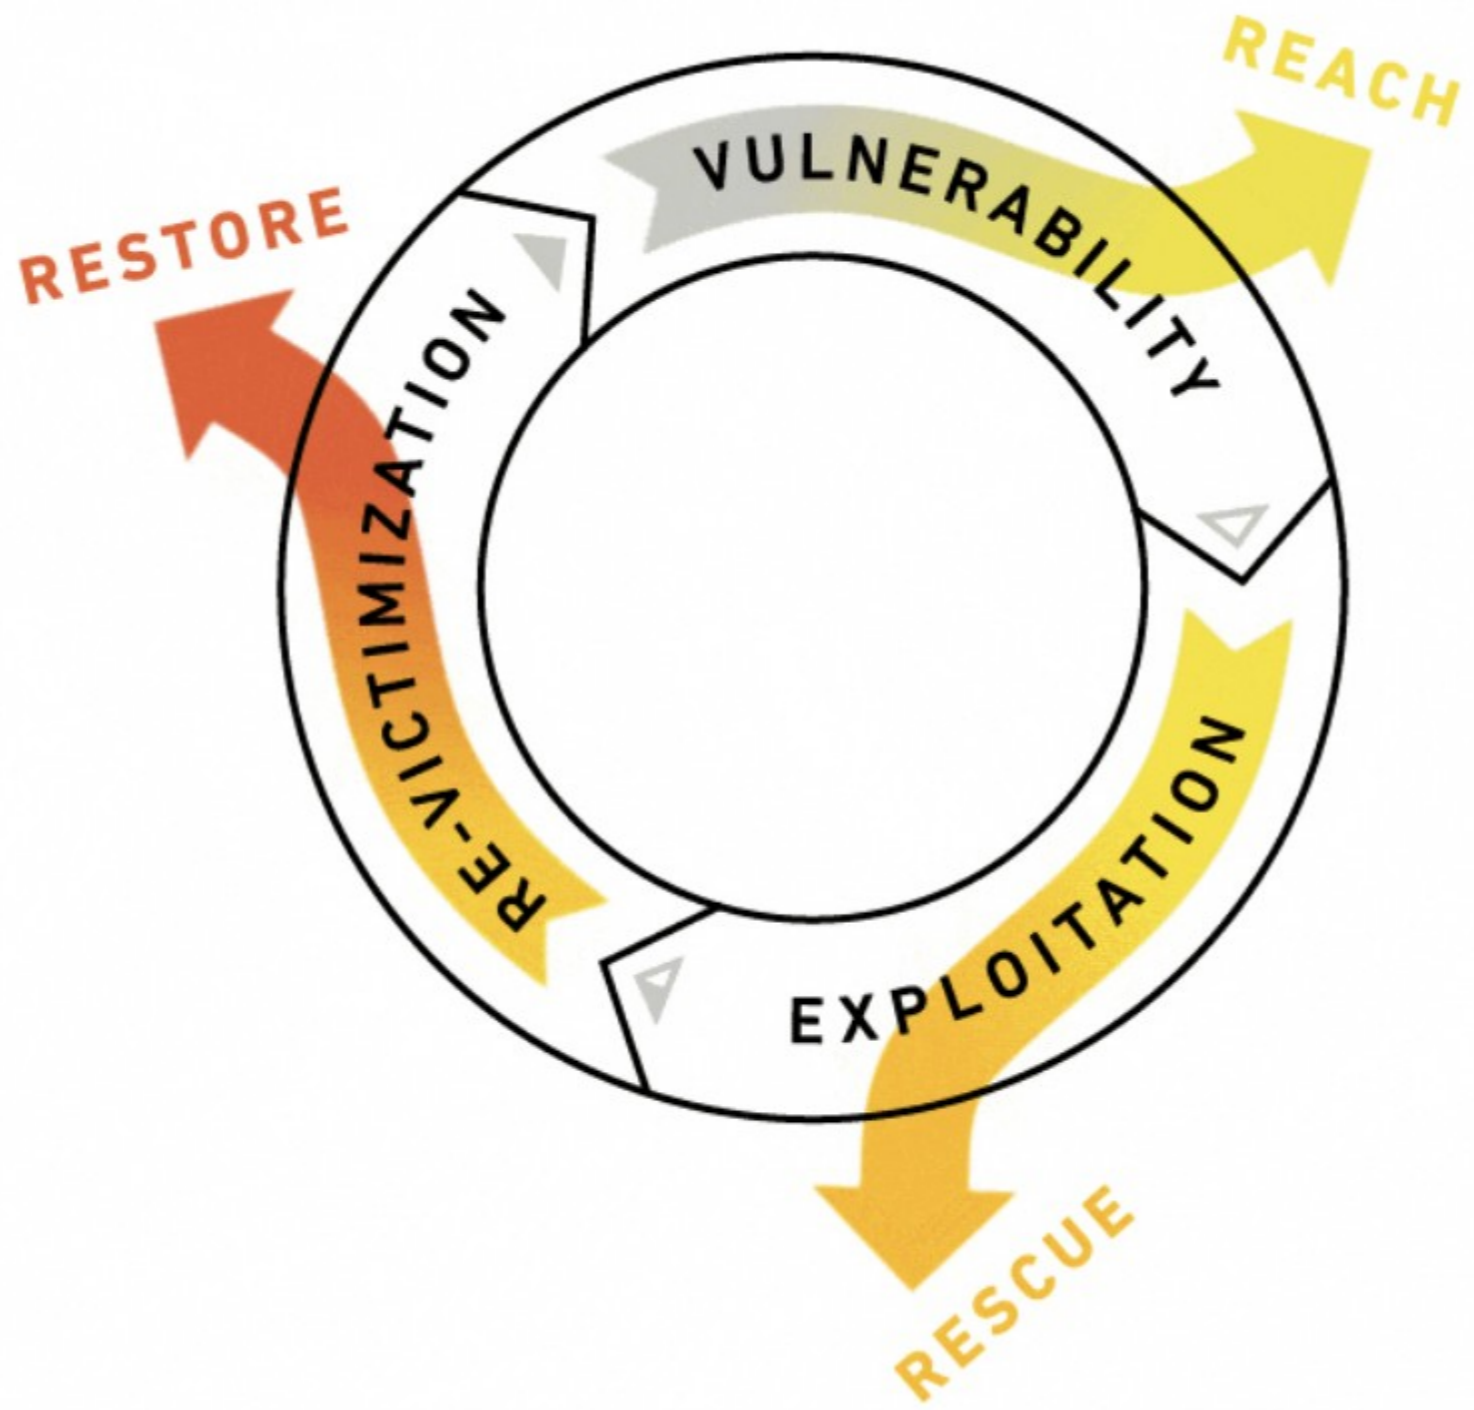 REACH
VULNERABILITY
RESTORE
RE-VICTIMIZATION
EXPLOITATION
RESCUE